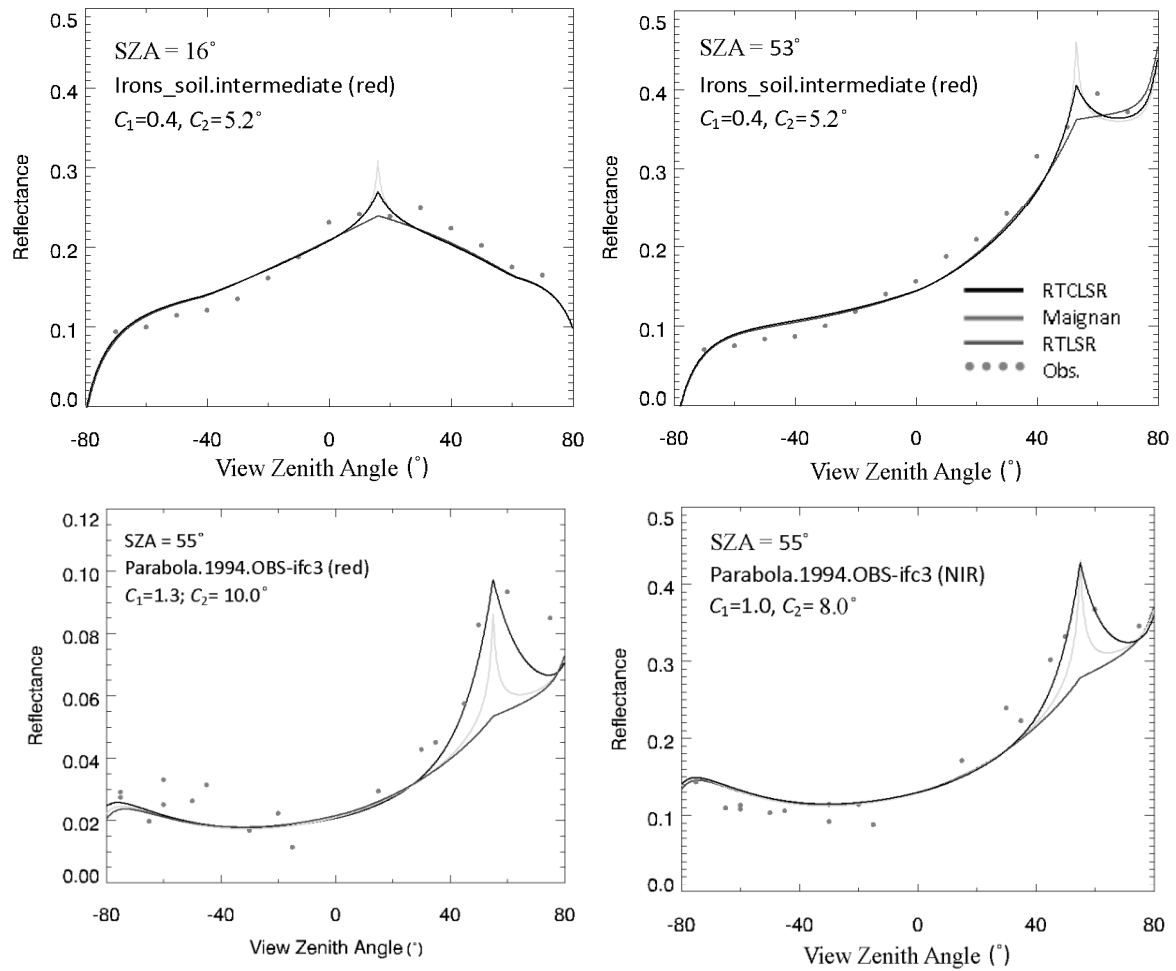 0.5
0.4
0.3
0.2
0.1
0.0
Reflectance
SZA = 16°
Irons_soil.intermediate (red)
C1=0.4, C2=5.2°
-80 -40 0 40 80
View Zenith Angle (°)
0.5
0.4
0.3
0.2
0.1
0.0
Reflectance
SZA = 53°
Irons_soil.intermediate (red)
C1=0.4, C2=5.2°
RTCLSR
Maignan
RTLSR
Obs.
-80 -40 0 40 80
View Zenith Angle (°)
0.12
0.10
0.08
0.06
0.04
0.02
0.00
Reflectance
SZA = 55°
Parabola.1994.OBS-ifc3 (red)
C1=1.3; C2= 10.0°
-80 -40 0 40 80
View Zenith Angle (°)
0.5
0.4
0.3
0.2
0.1
0.0
Reflectance
SZA = 55°
Parabola.1994.OBS-ifc3 (NIR)
C1=1.0, C2= 8.0°
-80 -40 0 40 80
View Zenith Angle (°)